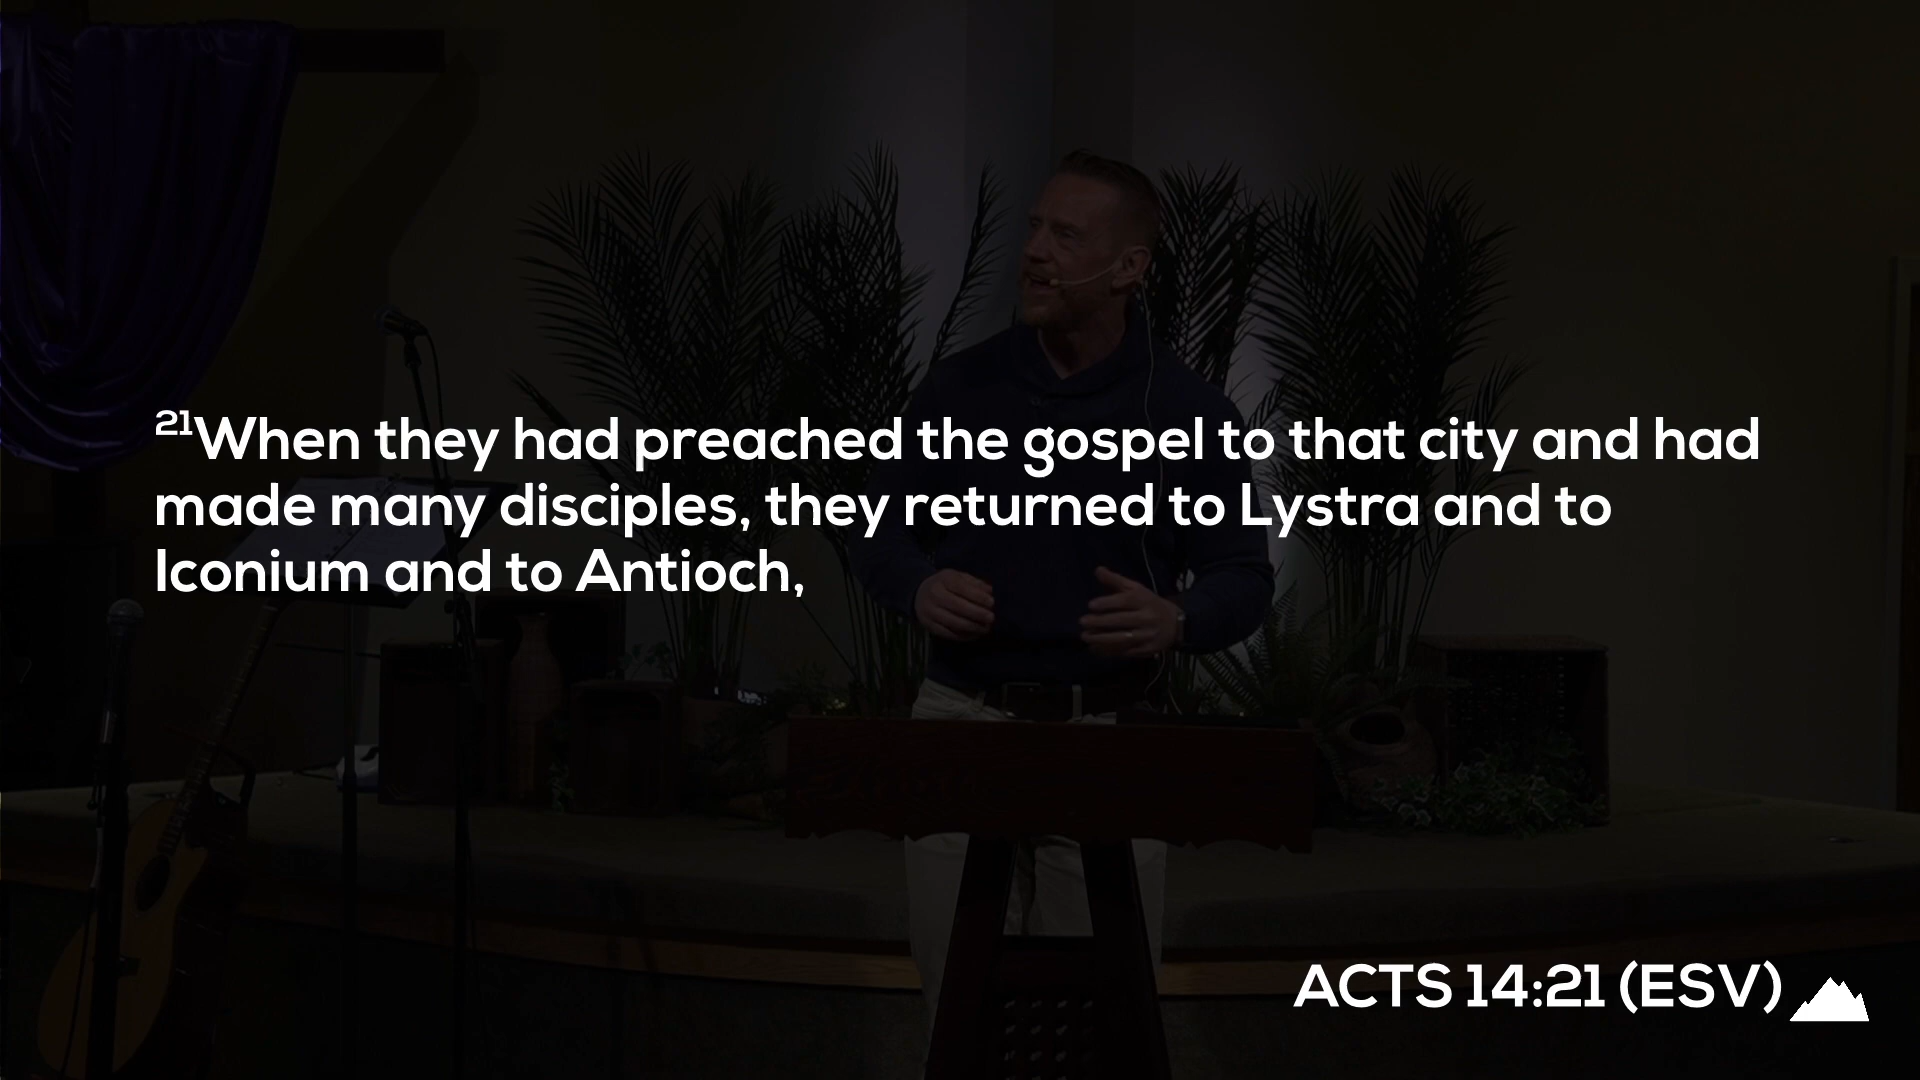 21When they had preached the gospel to that city and had
made many disciples, they returned to Lystra and to
Iconium and to Antioch,
ACTS 14:21 (ESV)